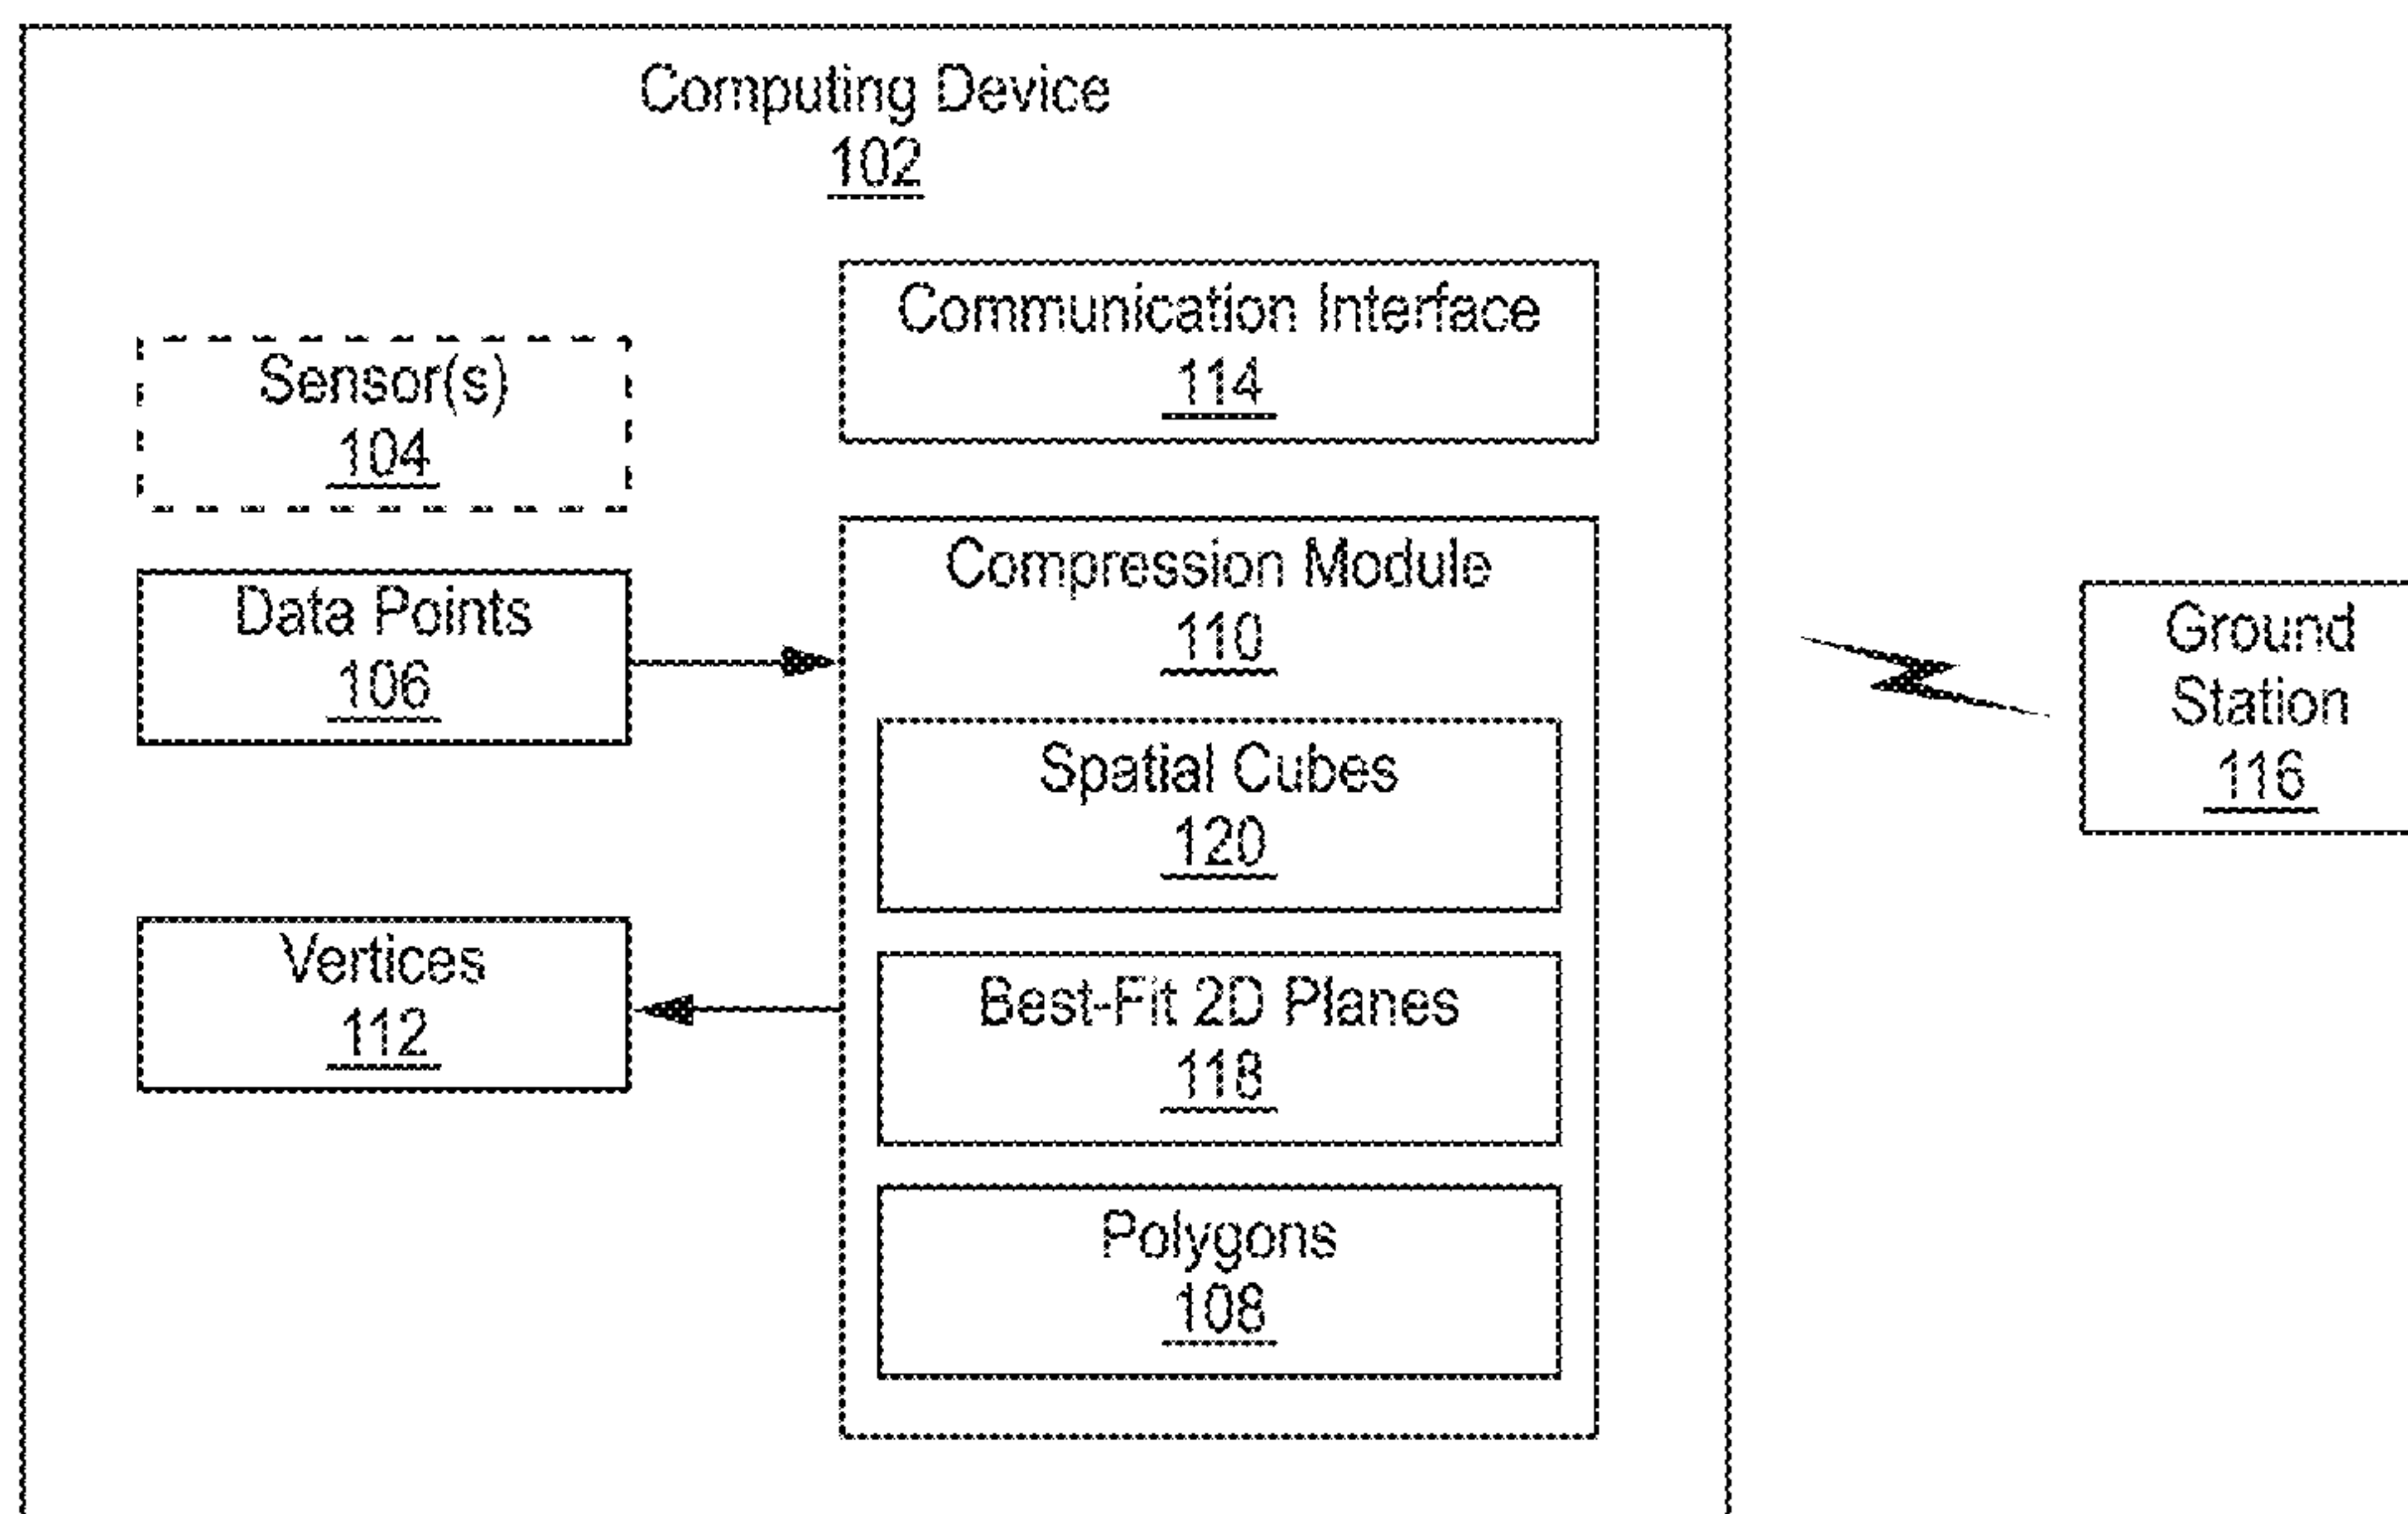 Computing Device
102
Communication Interface
114
Sensor(s)
104
Data Points
106
Compression Module
110
Spatial Cubes
120
Vertices
112
Best-Fit 2D Planes
118
Polygons
108
Ground
Station
116